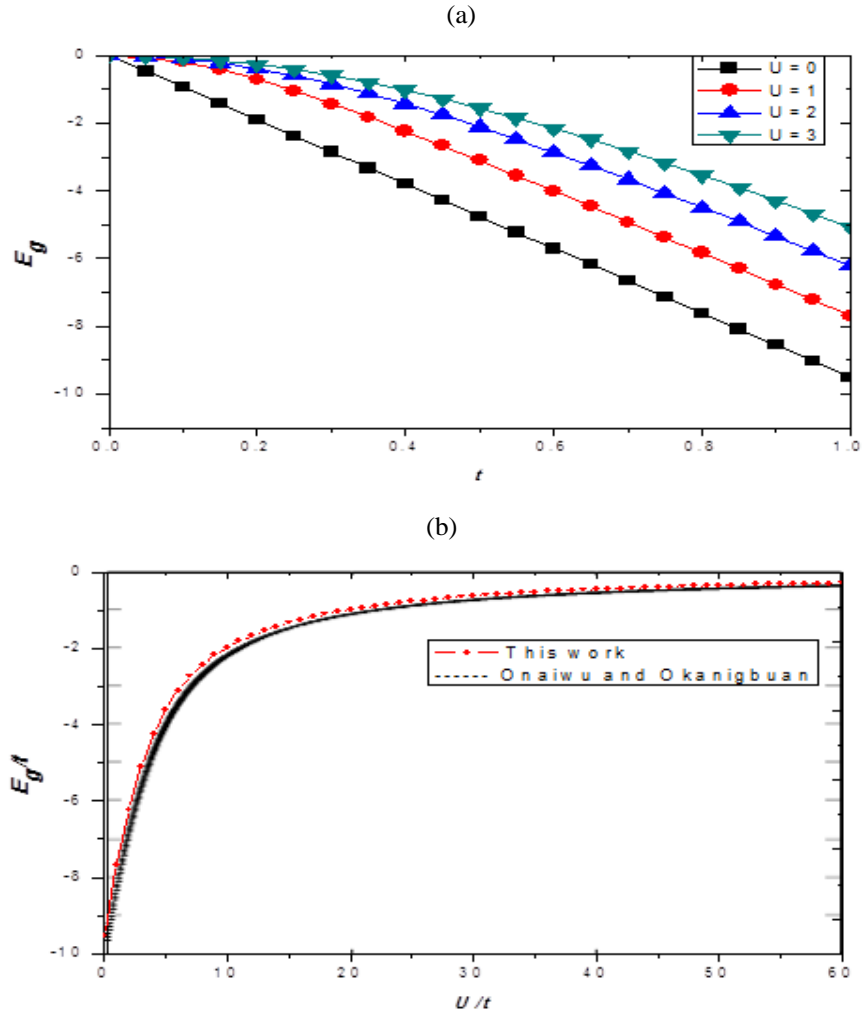 (a)
0
-2
-4
-6
-8
-10
E_g
0.0
0.2
0.4
0.6
0.8
1.0
t
U = 0
U = 1
U = 2
U = 3
(b)
0
-2
-4
-6
-8
-10
E_g/t
0
10
20
30
40
50
60
U/t
This work
Onaiwu and Okanigbuan